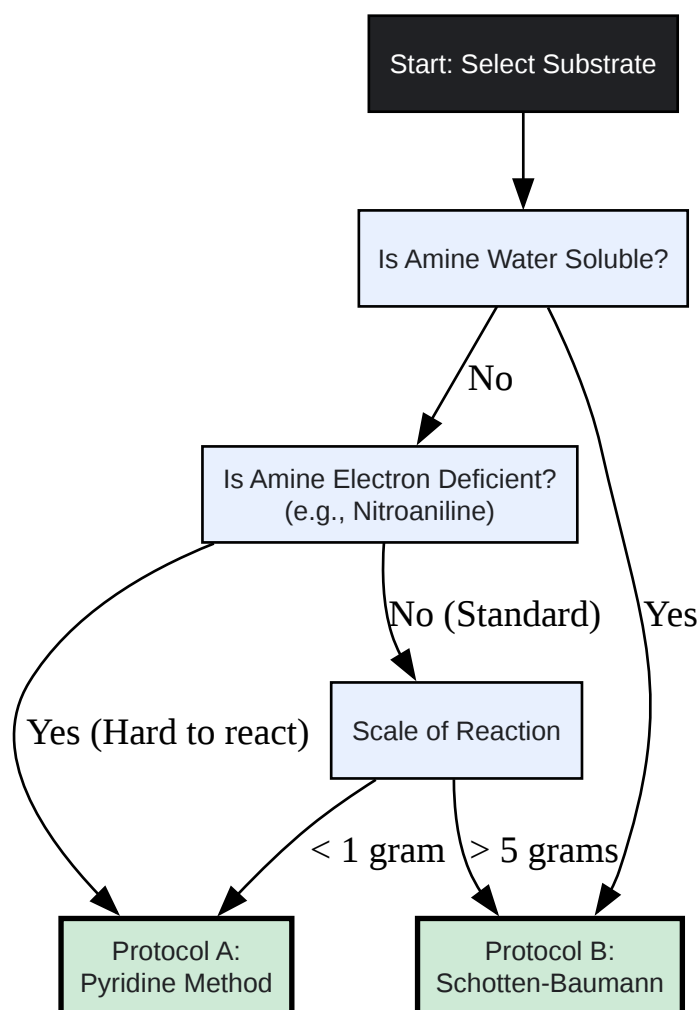 Start: Select Substrate
Is Amine Water Soluble?
No
Is Amine Electron Deficient?
(e.g., Nitroaniline)
No (Standard)
Yes
Yes (Hard to react)
Scale of Reaction
< 1 gram
> 5 grams
Protocol A:
Pyridine Method
Protocol B:
Schotten-Baumann